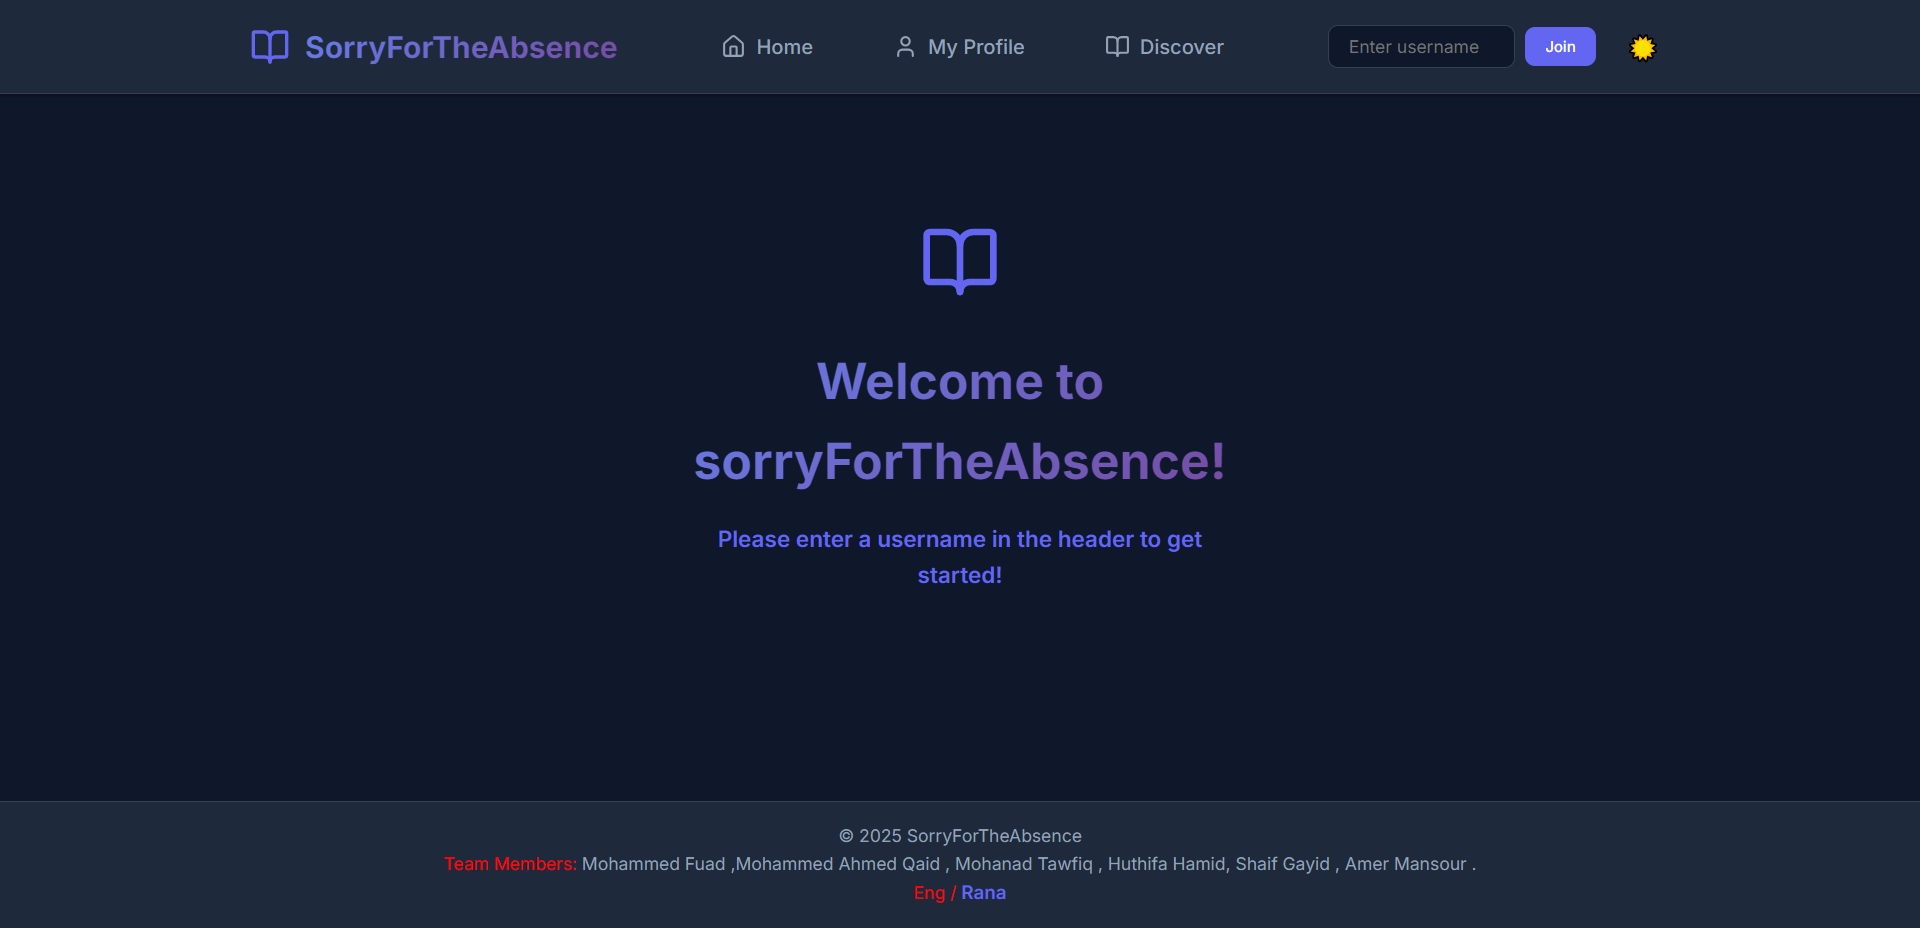 SorryForTheAbsence
Home
My Profile
Discover
Enter username
Join
Welcome to
sorryForTheAbsence!
Please enter a username in the header to get
started!
© 2025 SorryForTheAbsence
Team Members: Mohammed Fuad ,Mohammed Ahmed Qaid , Mohanad Tawfiq , Huthifa Hamid, Shaif Gayid , Amer Mansour .
Eng / Rana